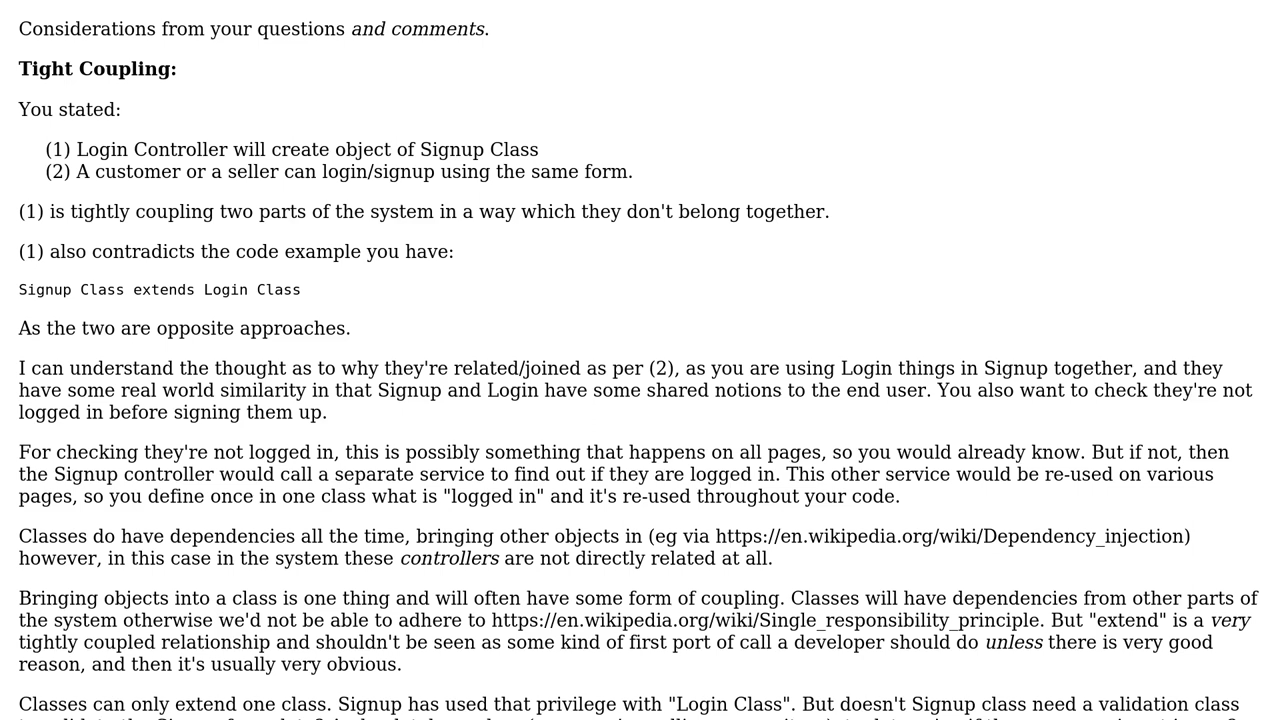 Considerations from your questions and comments.
Tight Coupling:
You stated:
(1) Login Controller will create object of Signup Class
(2) A customer or a seller can login/signup using the same form.
(1) is tightly coupling two parts of the system in a way which they don't belong together.
(1) also contradicts the code example you have:
Signup Class extends Login Class
As the two are opposite approaches.
I can understand the thought as to why they're related/joined as per (2), as you are using Login things in Signup together, and they
have some real world similarity in that Signup and Login have some shared notions to the end user. You also want to check they're not
logged in before signing them up.
For checking they're not logged in, this is possibly something that happens on all pages, so you would already know. But if not, then
the Signup controller would call a separate service to find out if they are logged in. This other service would be re-used on various
pages, so you define once in one class what is "logged in" and it's re-used throughout your code.
Classes do have dependencies all the time, bringing other objects in (eg via https://en.wikipedia.org/wiki/Dependency_injection)
however, in this case in the system these controllers are not directly related at all.
Bringing objects into a class is one thing and will often have some form of coupling. Classes will have dependencies from other parts of
the system otherwise we'd not be able to adhere to https://en.wikipedia.org/wiki/Single_responsibility_principle. But "extend" is a very
tightly coupled relationship and shouldn't be seen as some kind of first port of call a developer should do unless there is very good
reason, and then it's usually very obvious.
Classes can only extend one class. Signup has used that privilege with "Login Class". But doesn't Signup class need a validation class